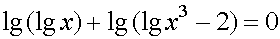 lg (lg x) + lg (lg x³ − 2) = 0